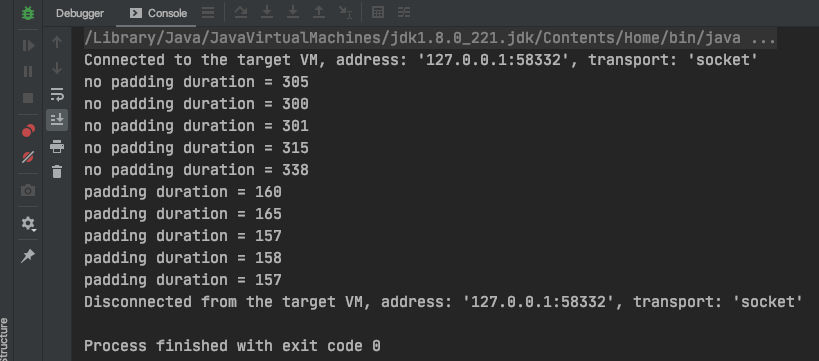 Debugger
Console
/Library/Java/JavaVirtualMachines/jdk1.8.0_221.jdk/Contents/Home/bin/java ...
Connected to the target VM, address: '127.0.0.1:58332', transport: 'socket'
no padding duration = 305
no padding duration = 300
no padding duration = 301
no padding duration = 315
no padding duration = 338
padding duration = 160
padding duration = 165
padding duration = 157
padding duration = 158
padding duration = 157
Disconnected from the target VM, address: '127.0.0.1:58332', transport: 'socket'
Process finished with exit code 0
Structure